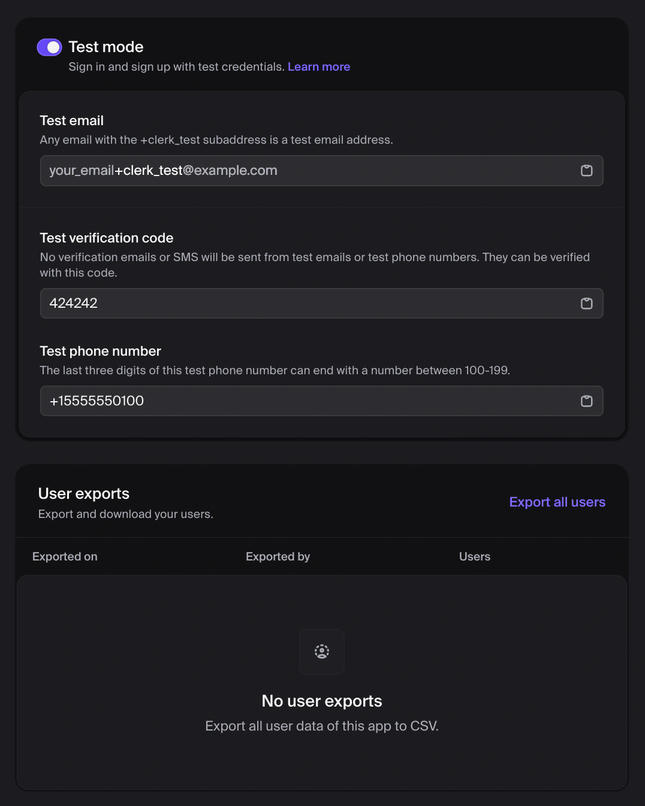 Test mode
Sign in and sign up with test credentials. Learn more
Test email
Any email with the +clerk_test subaddress is a test email address.
your_email+clerk_test@example.com
Test verification code
No verification emails or SMS will be sent from test emails or test phone numbers. They can be verified
with this code.
424242
Test phone number
The last three digits of this test phone number can end with a number between 100-199.
+15555550100
User exports
Export and download your users.
Export all users
Exported on Exported by Users
No user exports
Export all user data of this app to CSV.